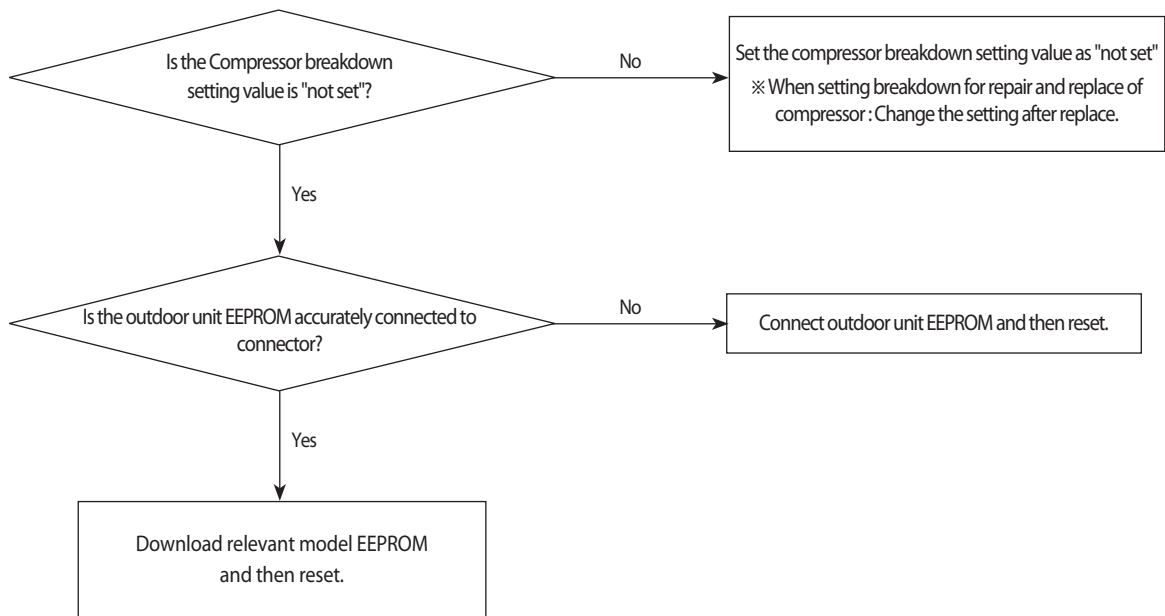 Is the Compressor breakdown
setting value is "not set"?
No
Set the compressor breakdown setting value as "not set"
※ When setting breakdown for repair and replace of
compressor : Change the setting after replace.
Yes
Is the outdoor unit EEPROM accurately connected to
connector?
No
Connect outdoor unit EEPROM and then reset.
Yes
Download relevant model EEPROM
and then reset.